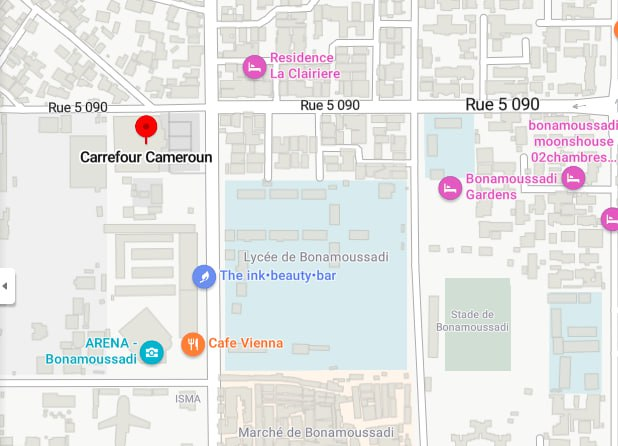 Residence
La Clairiere
Rue 5 090
Rue 5 090
Rue 5 090
bonamoussadi
moonshouse
02chambres...
Carrefour Cameroun
Bonamoussadi
Gardens
Lycée de Bonamoussadi
The ink•beauty•bar
Stade de
Bonamoussadi
ARENA -
Bonamoussadi
Cafe Vienna
ISMA
Marché de Bonamoussadi